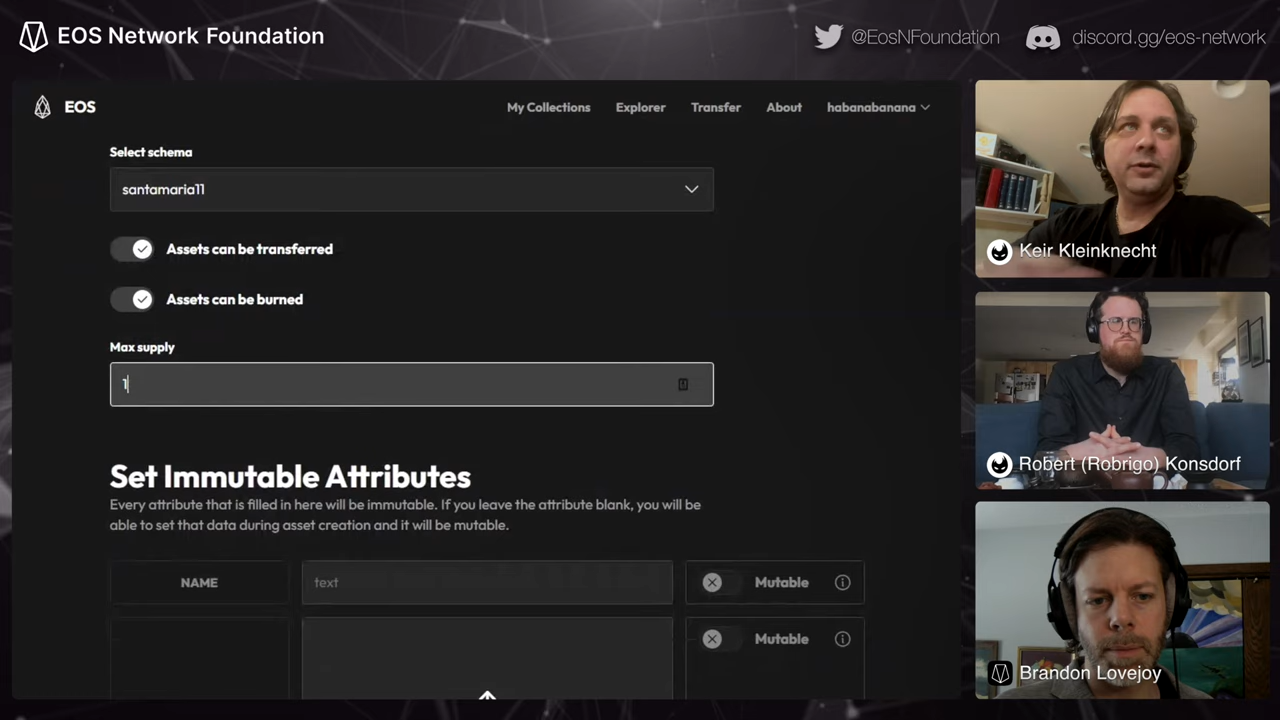 EOS Network Foundation
@EosNFoundation
discord.gg/eos-network
EOS
My Collections
Explorer
Transfer
About
habanabanana
Select schema
santamaria11
Assets can be transferred
Assets can be burned
Max supply
1
Set Immutable Attributes
Every attribute that is filled in here will be immutable. If you leave the attribute blank, you will be
able to set that data during asset creation and it will be mutable.
NAME
text
Mutable
Mutable
Keir Kleinknecht
Robert (Robrigo) Konsdorf
Brandon Lovejoy